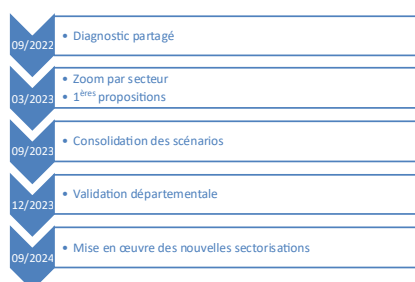 09/2022
• Diagnostic partagé
03/2023
• Zoom par secteur
• 1ères propositions
09/2023
• Consolidation des scénarios
12/2023
• Validation départementale
09/2024
• Mise en œuvre des nouvelles sectorisations